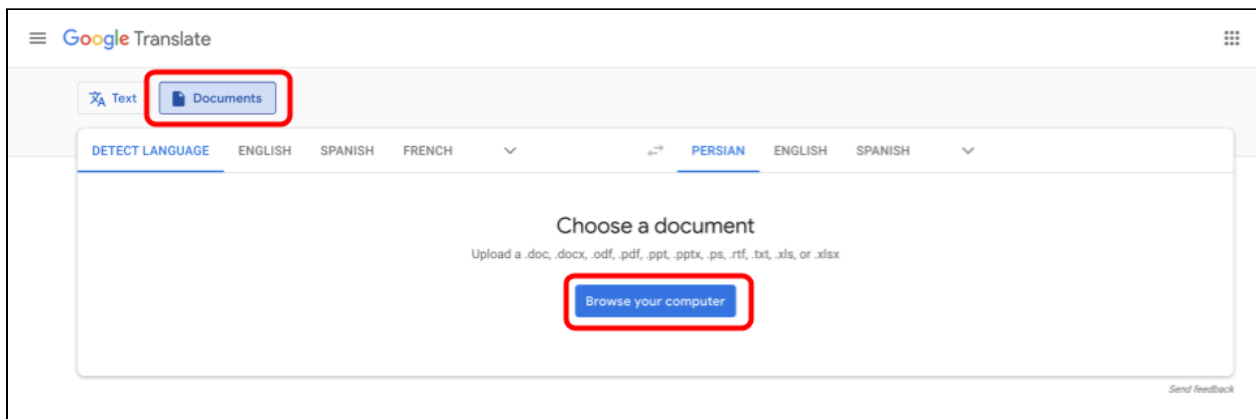 Google Translate
Text Documents
DETECT LANGUAGE ENGLISH SPANISH FRENCH PERSIAN ENGLISH SPANISH
Choose a document
Upload a .doc, .docx, .odf, .pdf, .ppt, .pptx, .ps, .rtf, .txt, .xls, or .xlsx
Browse your computer
Send feedback